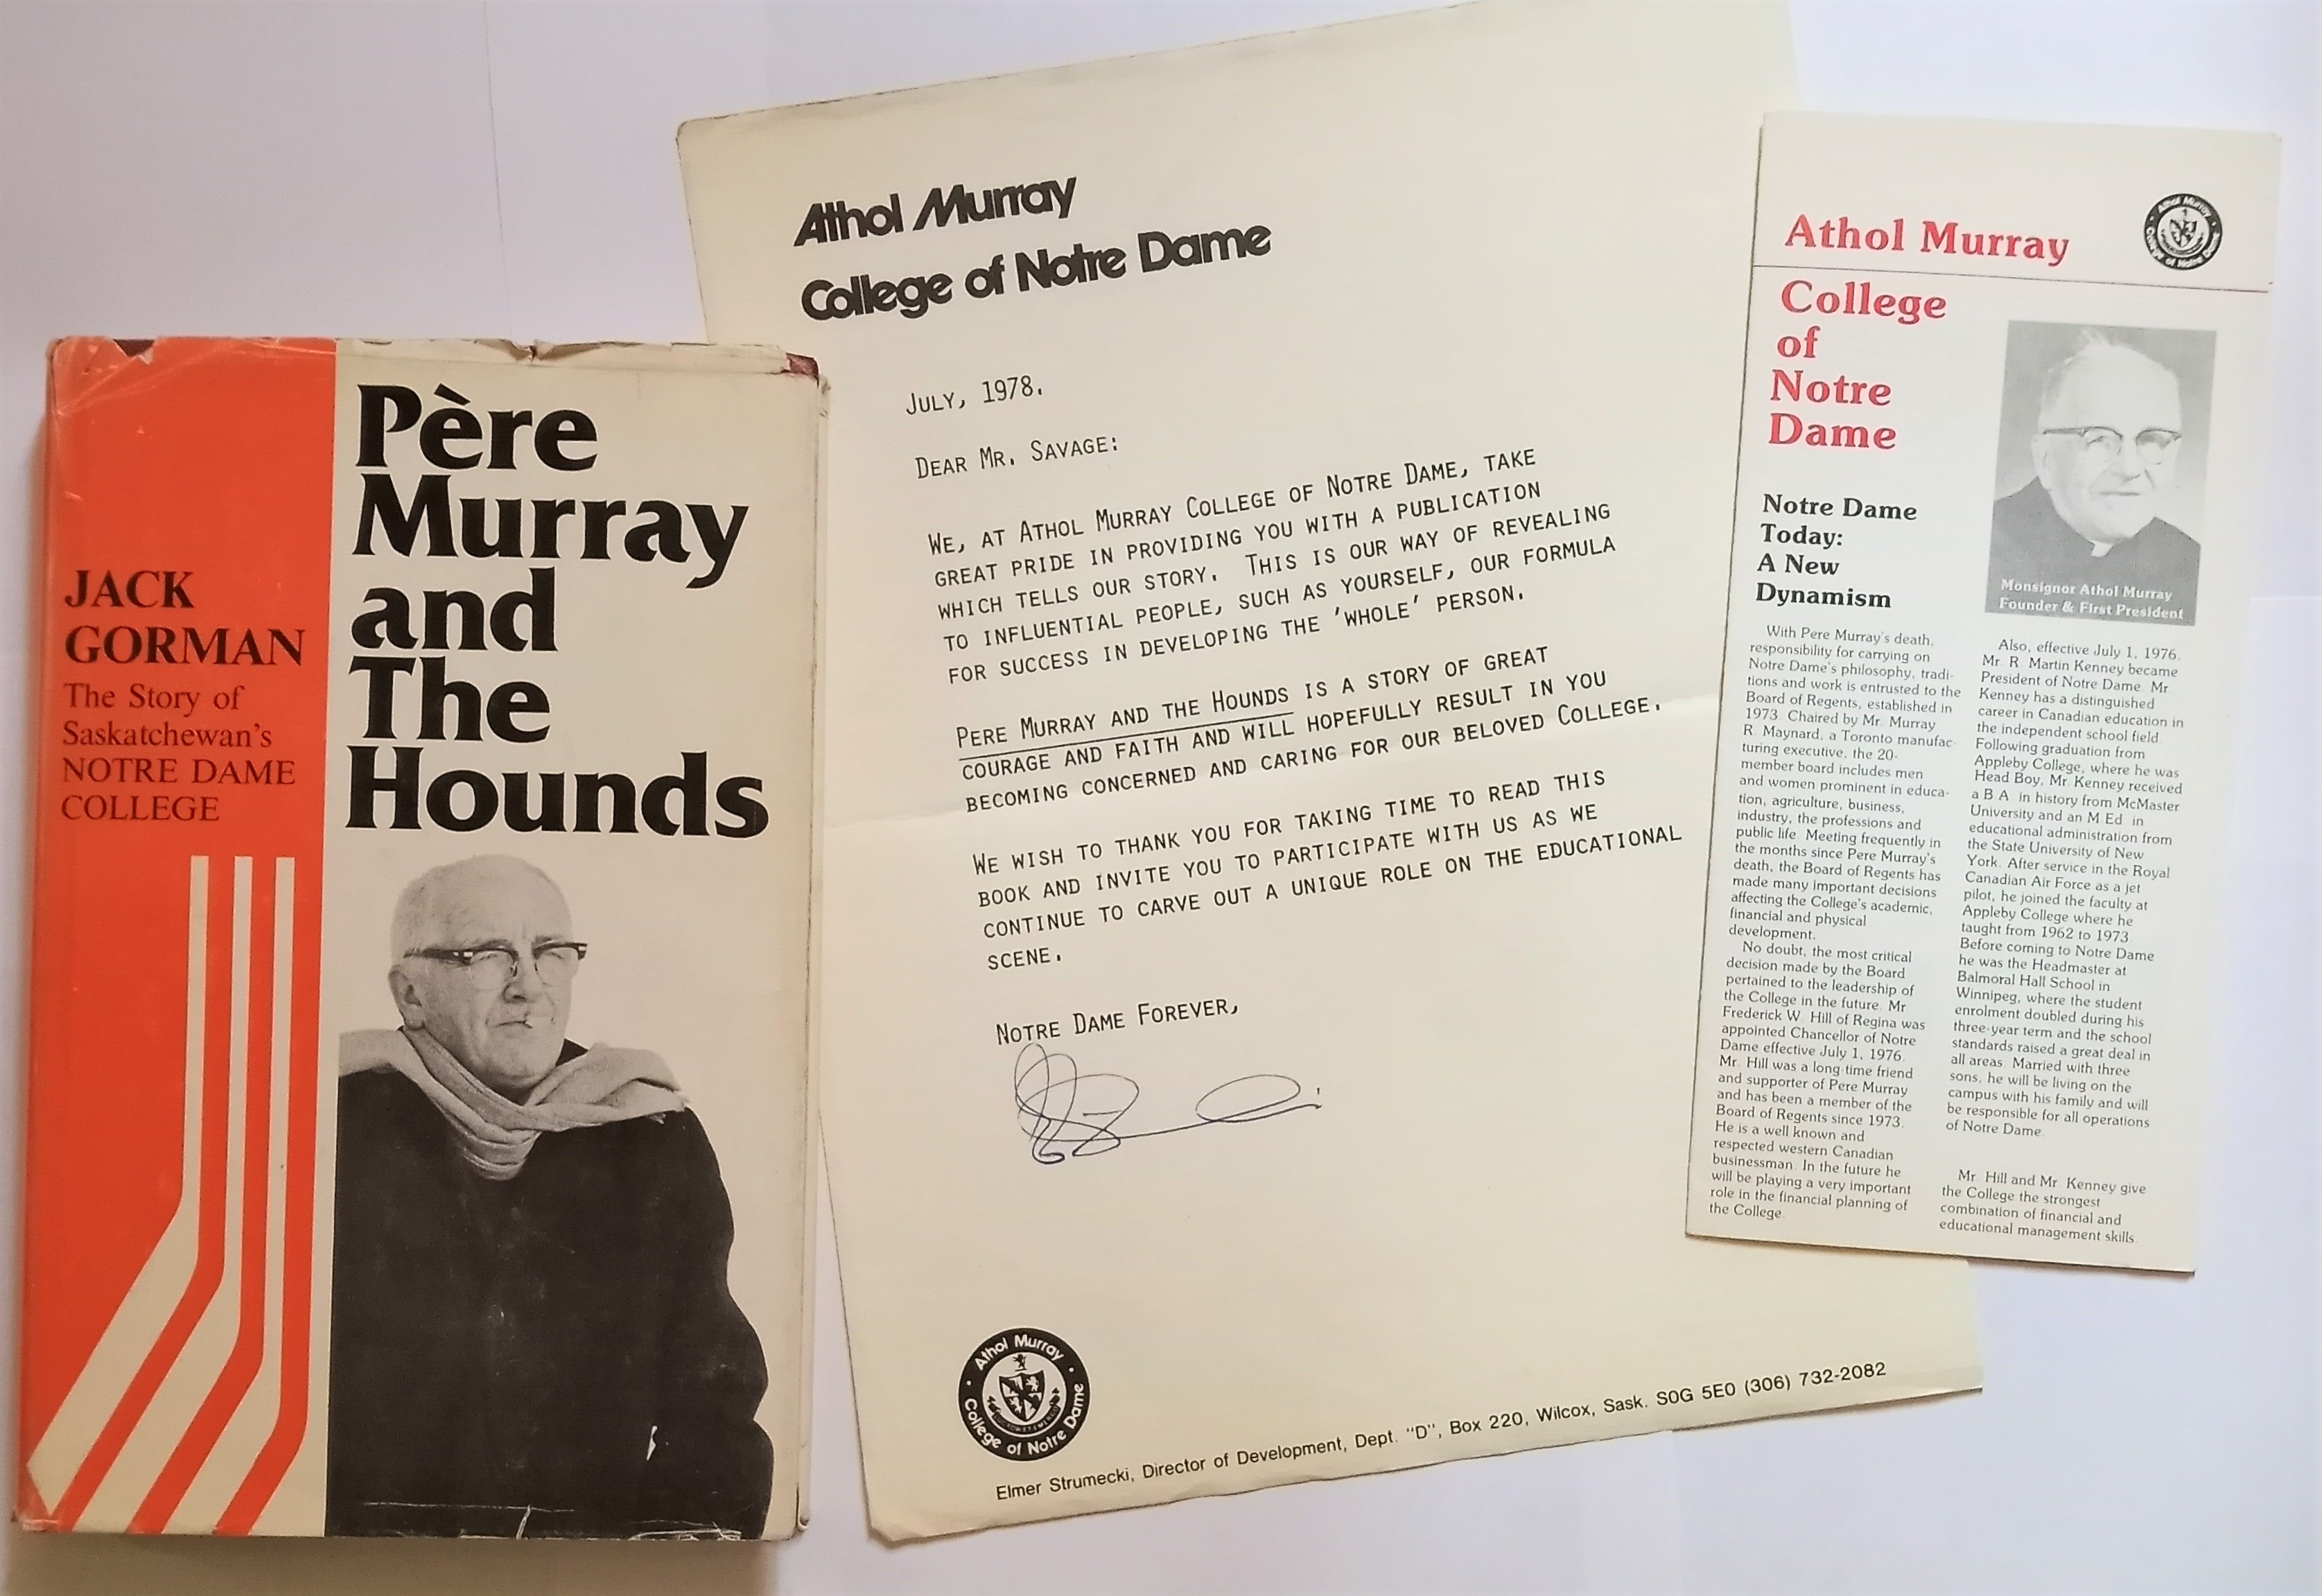 JACK
GORMAN
The Story of
Saskatchewan's
NOTRE DAME
COLLEGE
Père
Murray
and
The
Hounds
Athol Murray
College of Notre Dame
JULY, 1978.
DEAR MR. SAVAGE:
WE, AT ATHOL MURRAY COLLEGE OF NOTRE DAME, TAKE
GREAT PRIDE IN PROVIDING YOU WITH A PUBLICATION
WHICH TELLS OUR STORY. THIS IS OUR WAY OF REVEALING
TO INFLUENTIAL PEOPLE, SUCH AS YOURSELF, OUR FORMULA
FOR SUCCESS IN DEVELOPING THE 'WHOLE' PERSON.
PERE MURRAY AND THE HOUNDS IS A STORY OF GREAT
COURAGE AND FAITH AND WILL HOPEFULLY RESULT IN YOU
BECOMING CONCERNED AND CARING FOR OUR BELOVED COLLEGE.
WE WISH TO THANK YOU FOR TAKING TIME TO READ THIS
BOOK AND INVITE YOU TO PARTICIPATE WITH US AS WE
CONTINUE TO CARVE OUT A UNIQUE ROLE ON THE EDUCATIONAL
SCENE.
NOTRE DAME FOREVER,
Athol Murray
College of Notre Dame
Elmer Strumecki, Director of Development, Dept. "D", Box 220, Wilcox, Sask. S0G 5E0 (306) 732-2082
Athol Murray
Athol Murray
College of Notre Dame
College
of
Notre
Dame
Monsignor Athol Murray
Founder & First President
Notre Dame
Today:
A New
Dynamism
With Pere Murray's death,
responsibility for carrying on
Notre Dame's philosophy, tradi-
tions and work is entrusted to the
Board of Regents, established in
1973. Chaired by Mr. Murray
R. Maynard, a Toronto manufac-
turing executive, the 20-
member board includes men
and women prominent in educa-
tion, agriculture, business,
industry, the professions and
public life. Meeting frequently in
the months since Pere Murray's
death, the Board of Regents has
made many important decisions
affecting the College's academic,
financial and physical
development.
No doubt, the most critical
decision made by the Board
pertained to the leadership of
the College in the future. Mr.
Frederick W. Hill of Regina was
appointed Chancellor of Notre
Dame effective July 1, 1976.
Mr. Hill was a long-time friend
and supporter of Pere Murray
and has been a member of the
Board of Regents since 1973.
He is a well known and
respected western Canadian
businessman. In the future he
will be playing a very important
role in the financial planning of
the College.
Also, effective July 1, 1976,
Mr. R. Martin Kenney became
President of Notre Dame. Mr.
Kenney has a distinguished
career in Canadian education in
the independent school field.
Following graduation from
Appleby College, where he was
Head Boy, Mr. Kenney received
a B.A. in history from McMaster
University and an M.Ed. in
educational administration from
the State University of New
York. After service in the Royal
Canadian Air Force as a jet
pilot, he joined the faculty at
Appleby College where he
taught from 1962 to 1973.
Before coming to Notre Dame
he was the Headmaster at
Balmoral Hall School in
Winnipeg, where the student
enrolment doubled during his
three-year term and the school
standards raised a great deal in
all areas. Married with three
sons, he will be living on the
campus with his family and will
be responsible for all operations
of Notre Dame.
Mr. Hill and Mr. Kenney give
the College the strongest
combination of financial and
educational management skills.